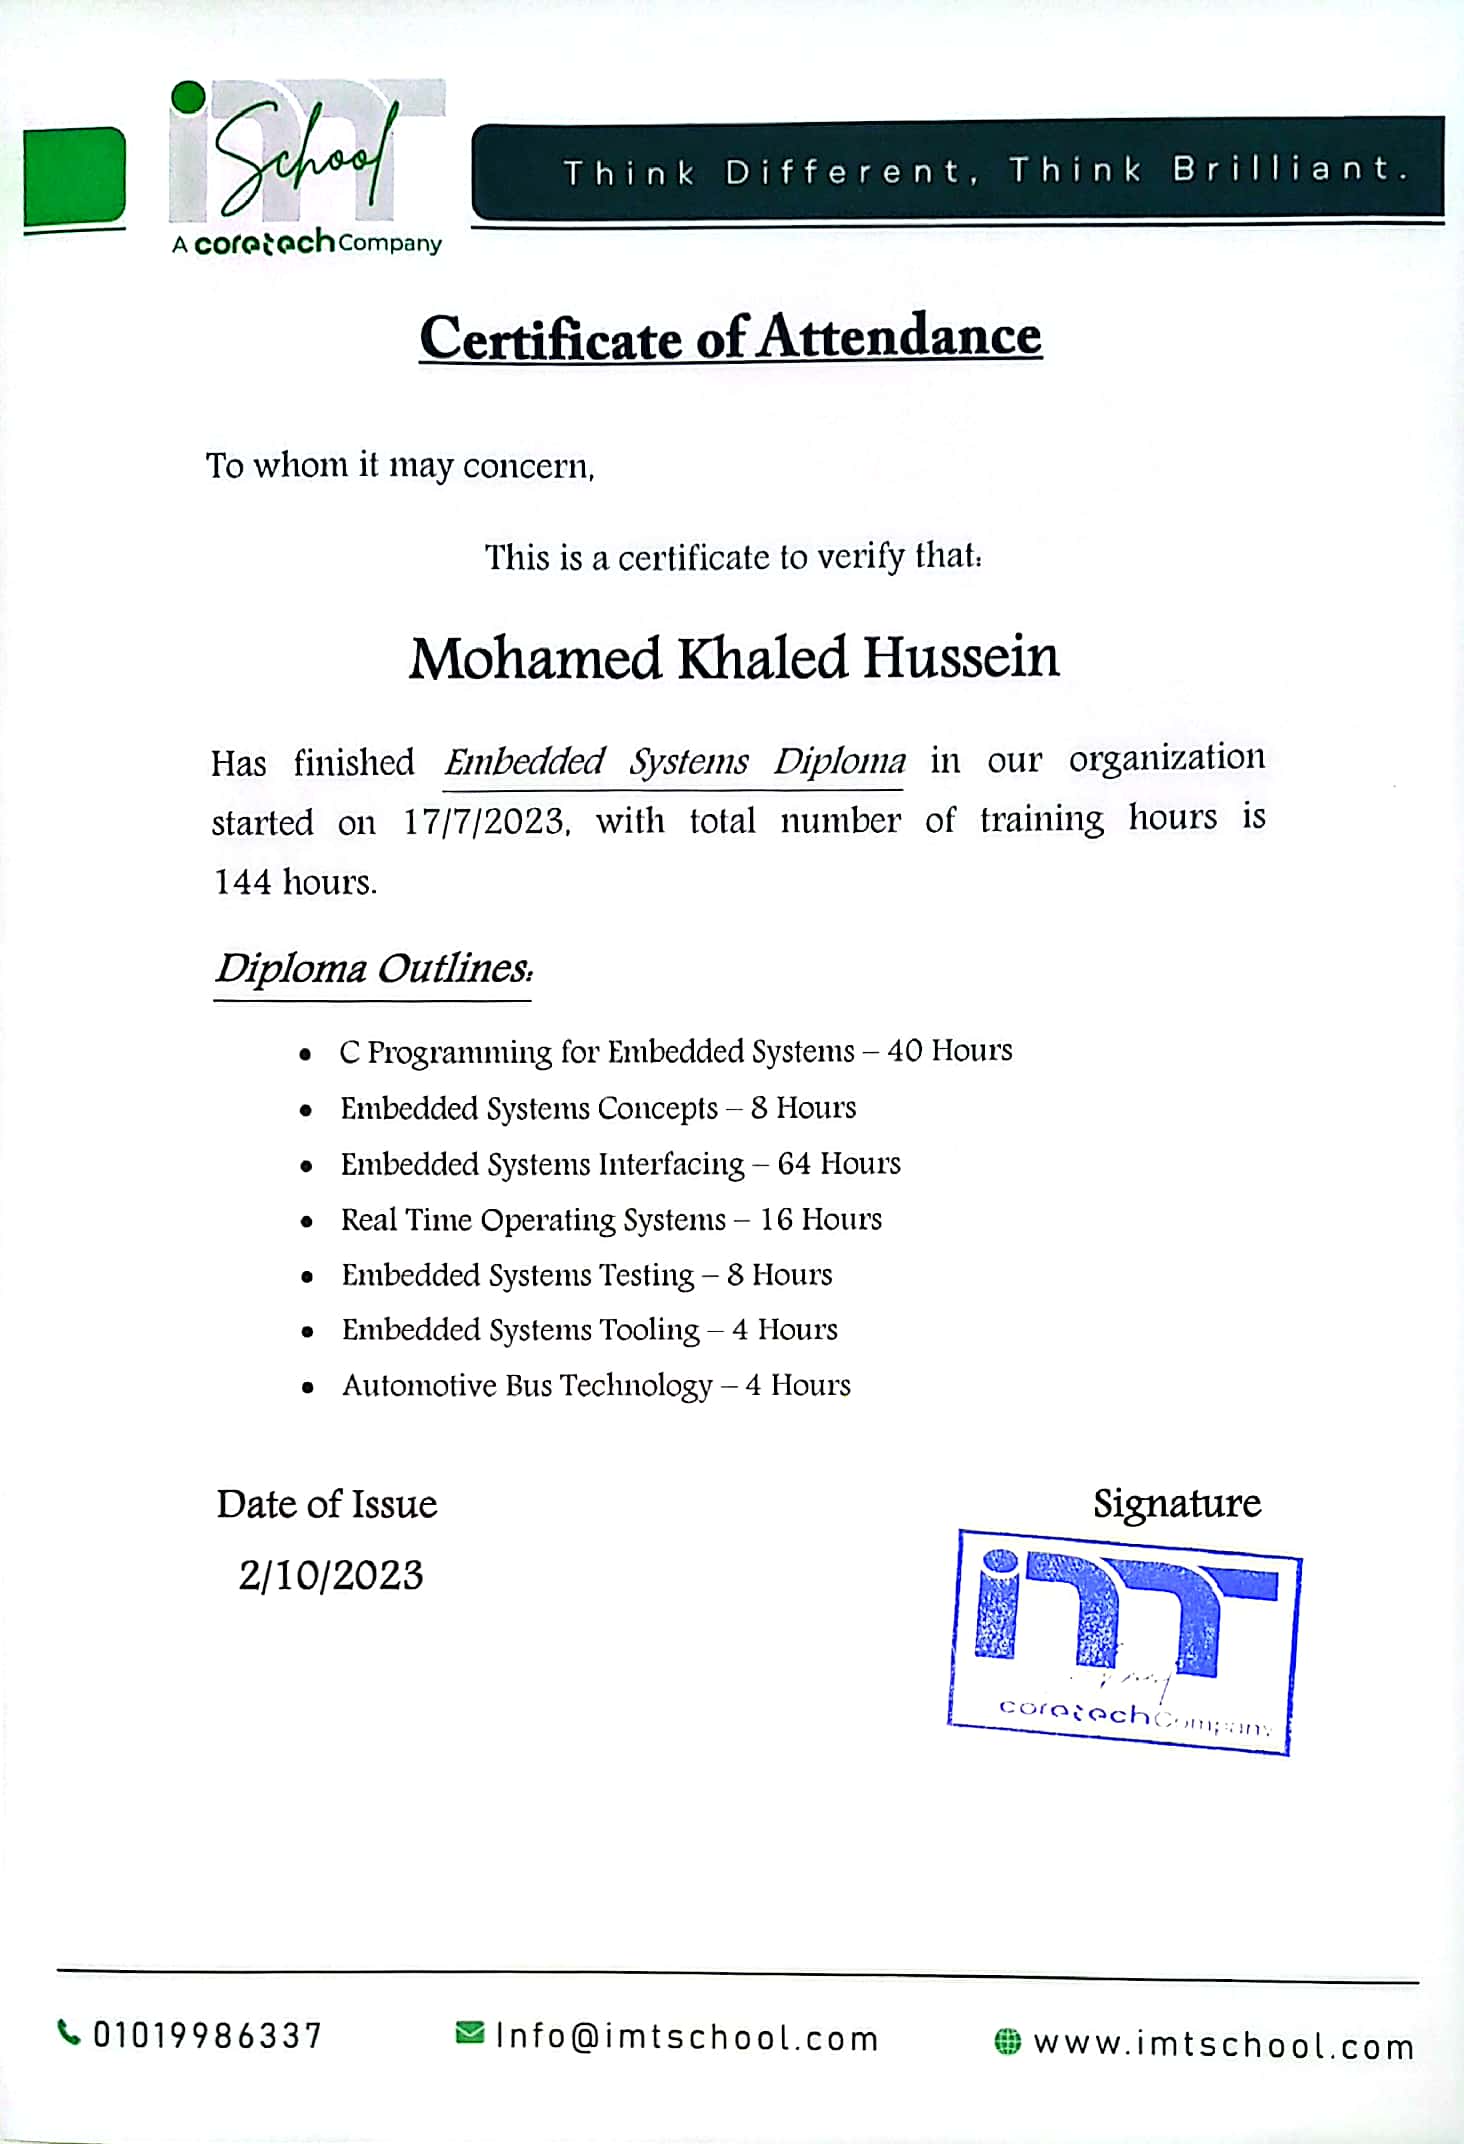 imT
School
A coretech Company
Think Different, Think Brilliant.
Certificate of Attendance
To whom it may concern,
This is a certificate to verify that:
Mohamed Khaled Hussein
Has finished Embedded Systems Diploma in our organization
started on 17/7/2023, with total number of training hours is
144 hours.
Diploma Outlines:
• C Programming for Embedded Systems – 40 Hours
• Embedded Systems Concepts – 8 Hours
• Embedded Systems Interfacing – 64 Hours
• Real Time Operating Systems – 16 Hours
• Embedded Systems Testing – 8 Hours
• Embedded Systems Tooling – 4 Hours
• Automotive Bus Technology – 4 Hours
Date of Issue
Signature
2/10/2023
imT
coretech Company
01019986337
Info@imtschool.com
www.imtschool.com